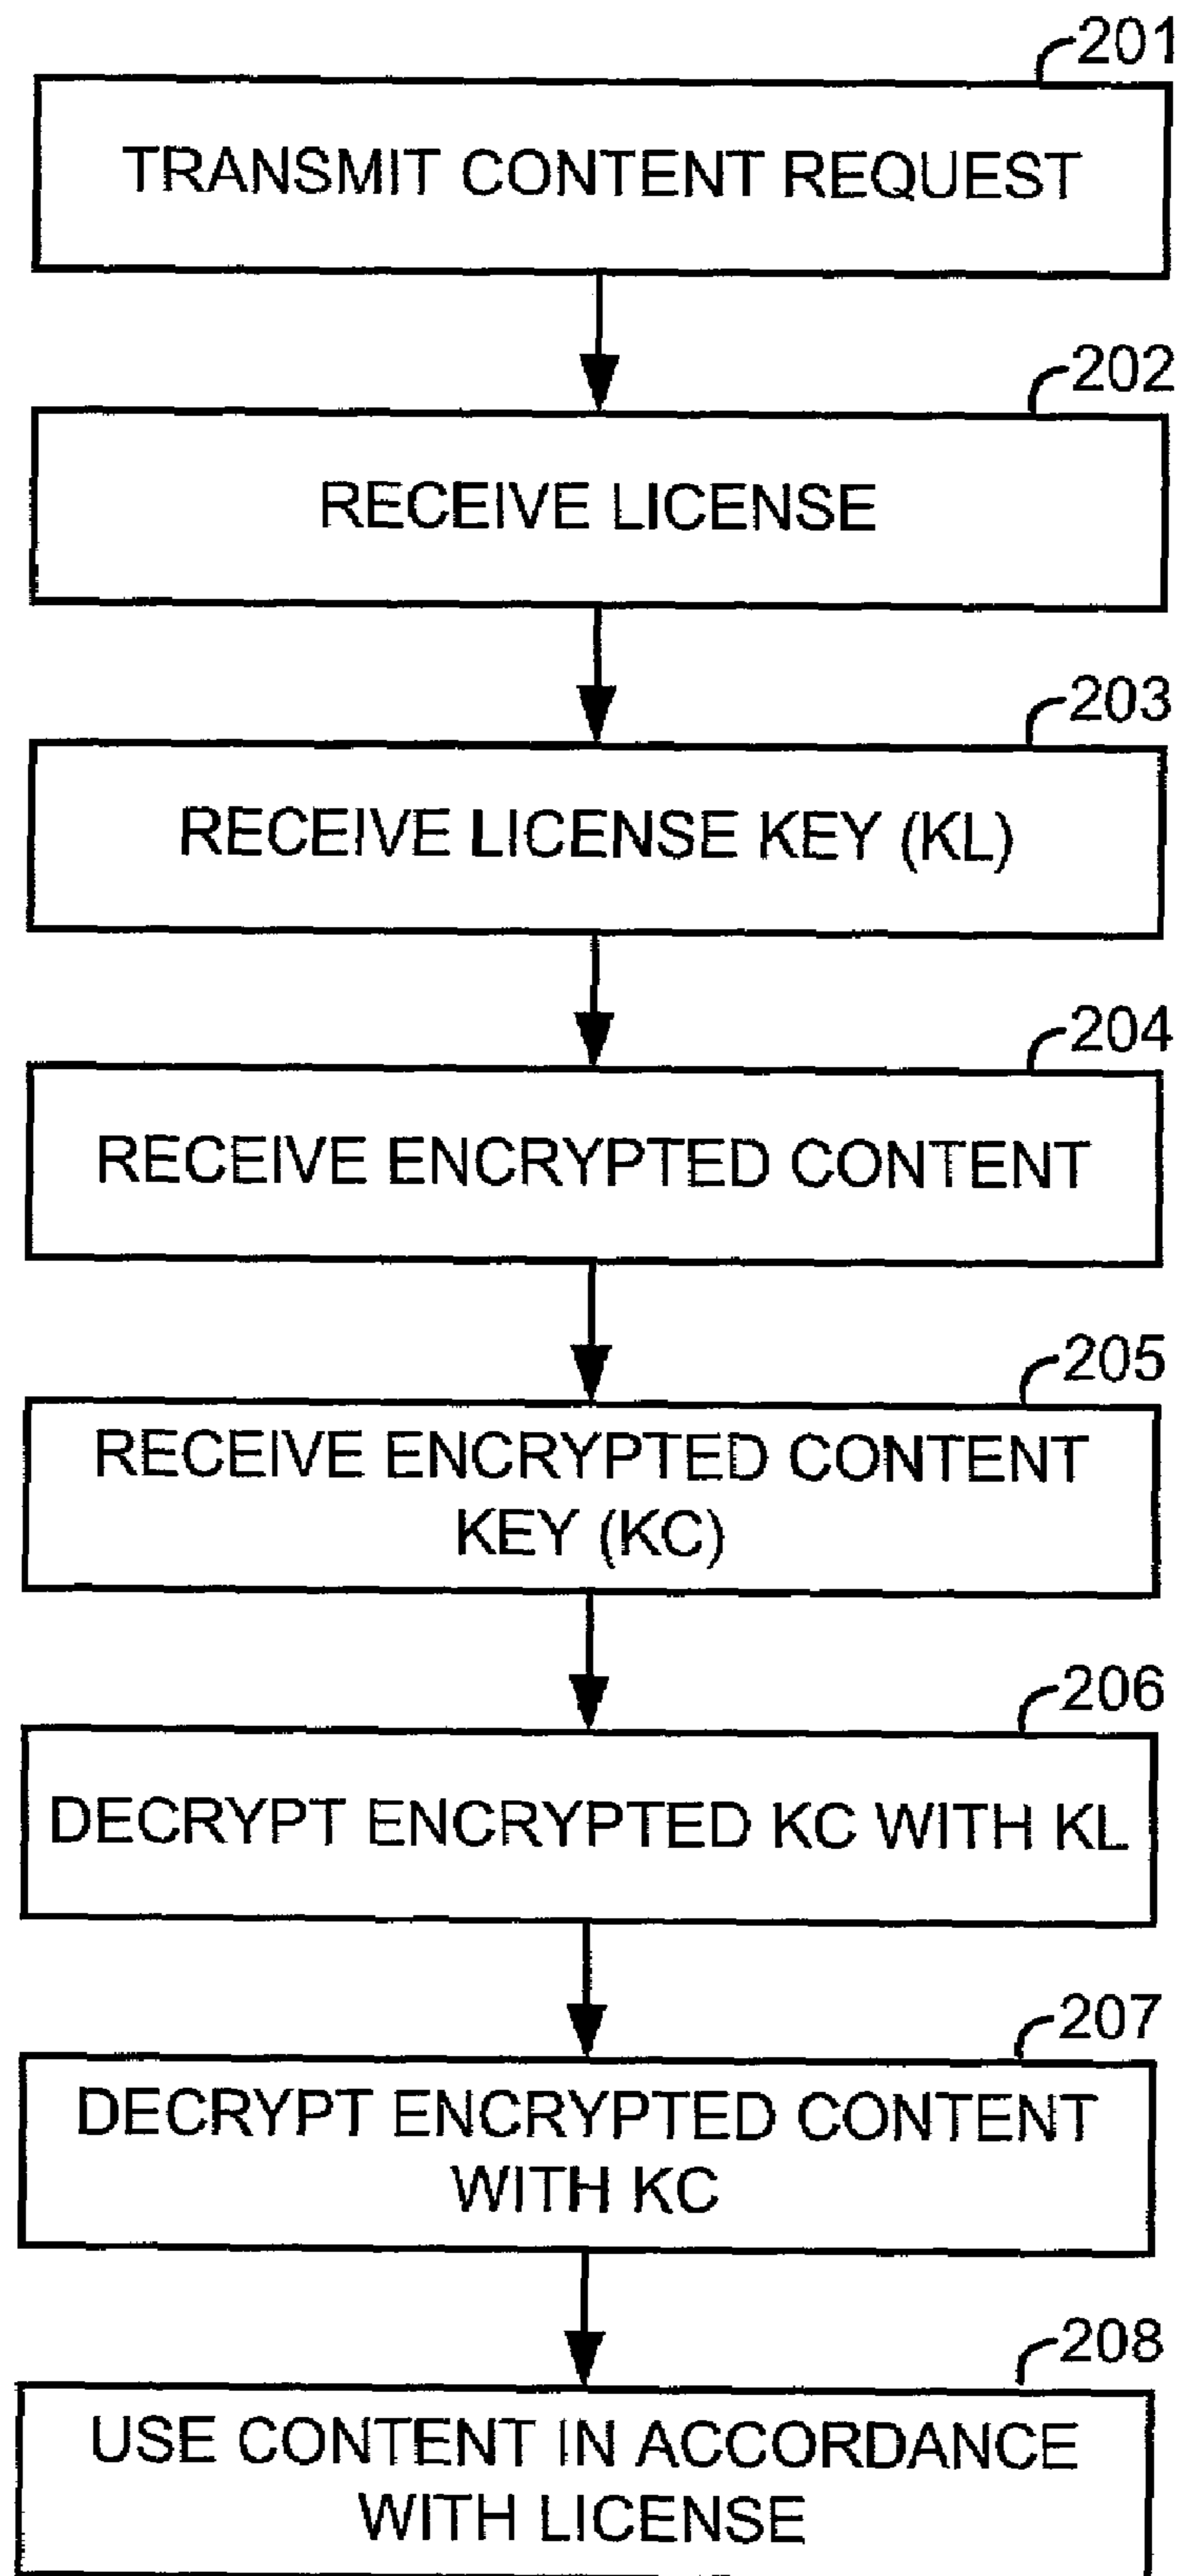 201
TRANSMIT CONTENT REQUEST
202
RECEIVE LICENSE
203
RECEIVE LICENSE KEY (KL)
204
RECEIVE ENCRYPTED CONTENT
205
RECEIVE ENCRYPTED CONTENT
KEY (KC)
206
DECRYPT ENCRYPTED KC WITH KL
207
DECRYPT ENCRYPTED CONTENT
WITH KC
208
USE CONTENT IN ACCORDANCE
WITH LICENSE